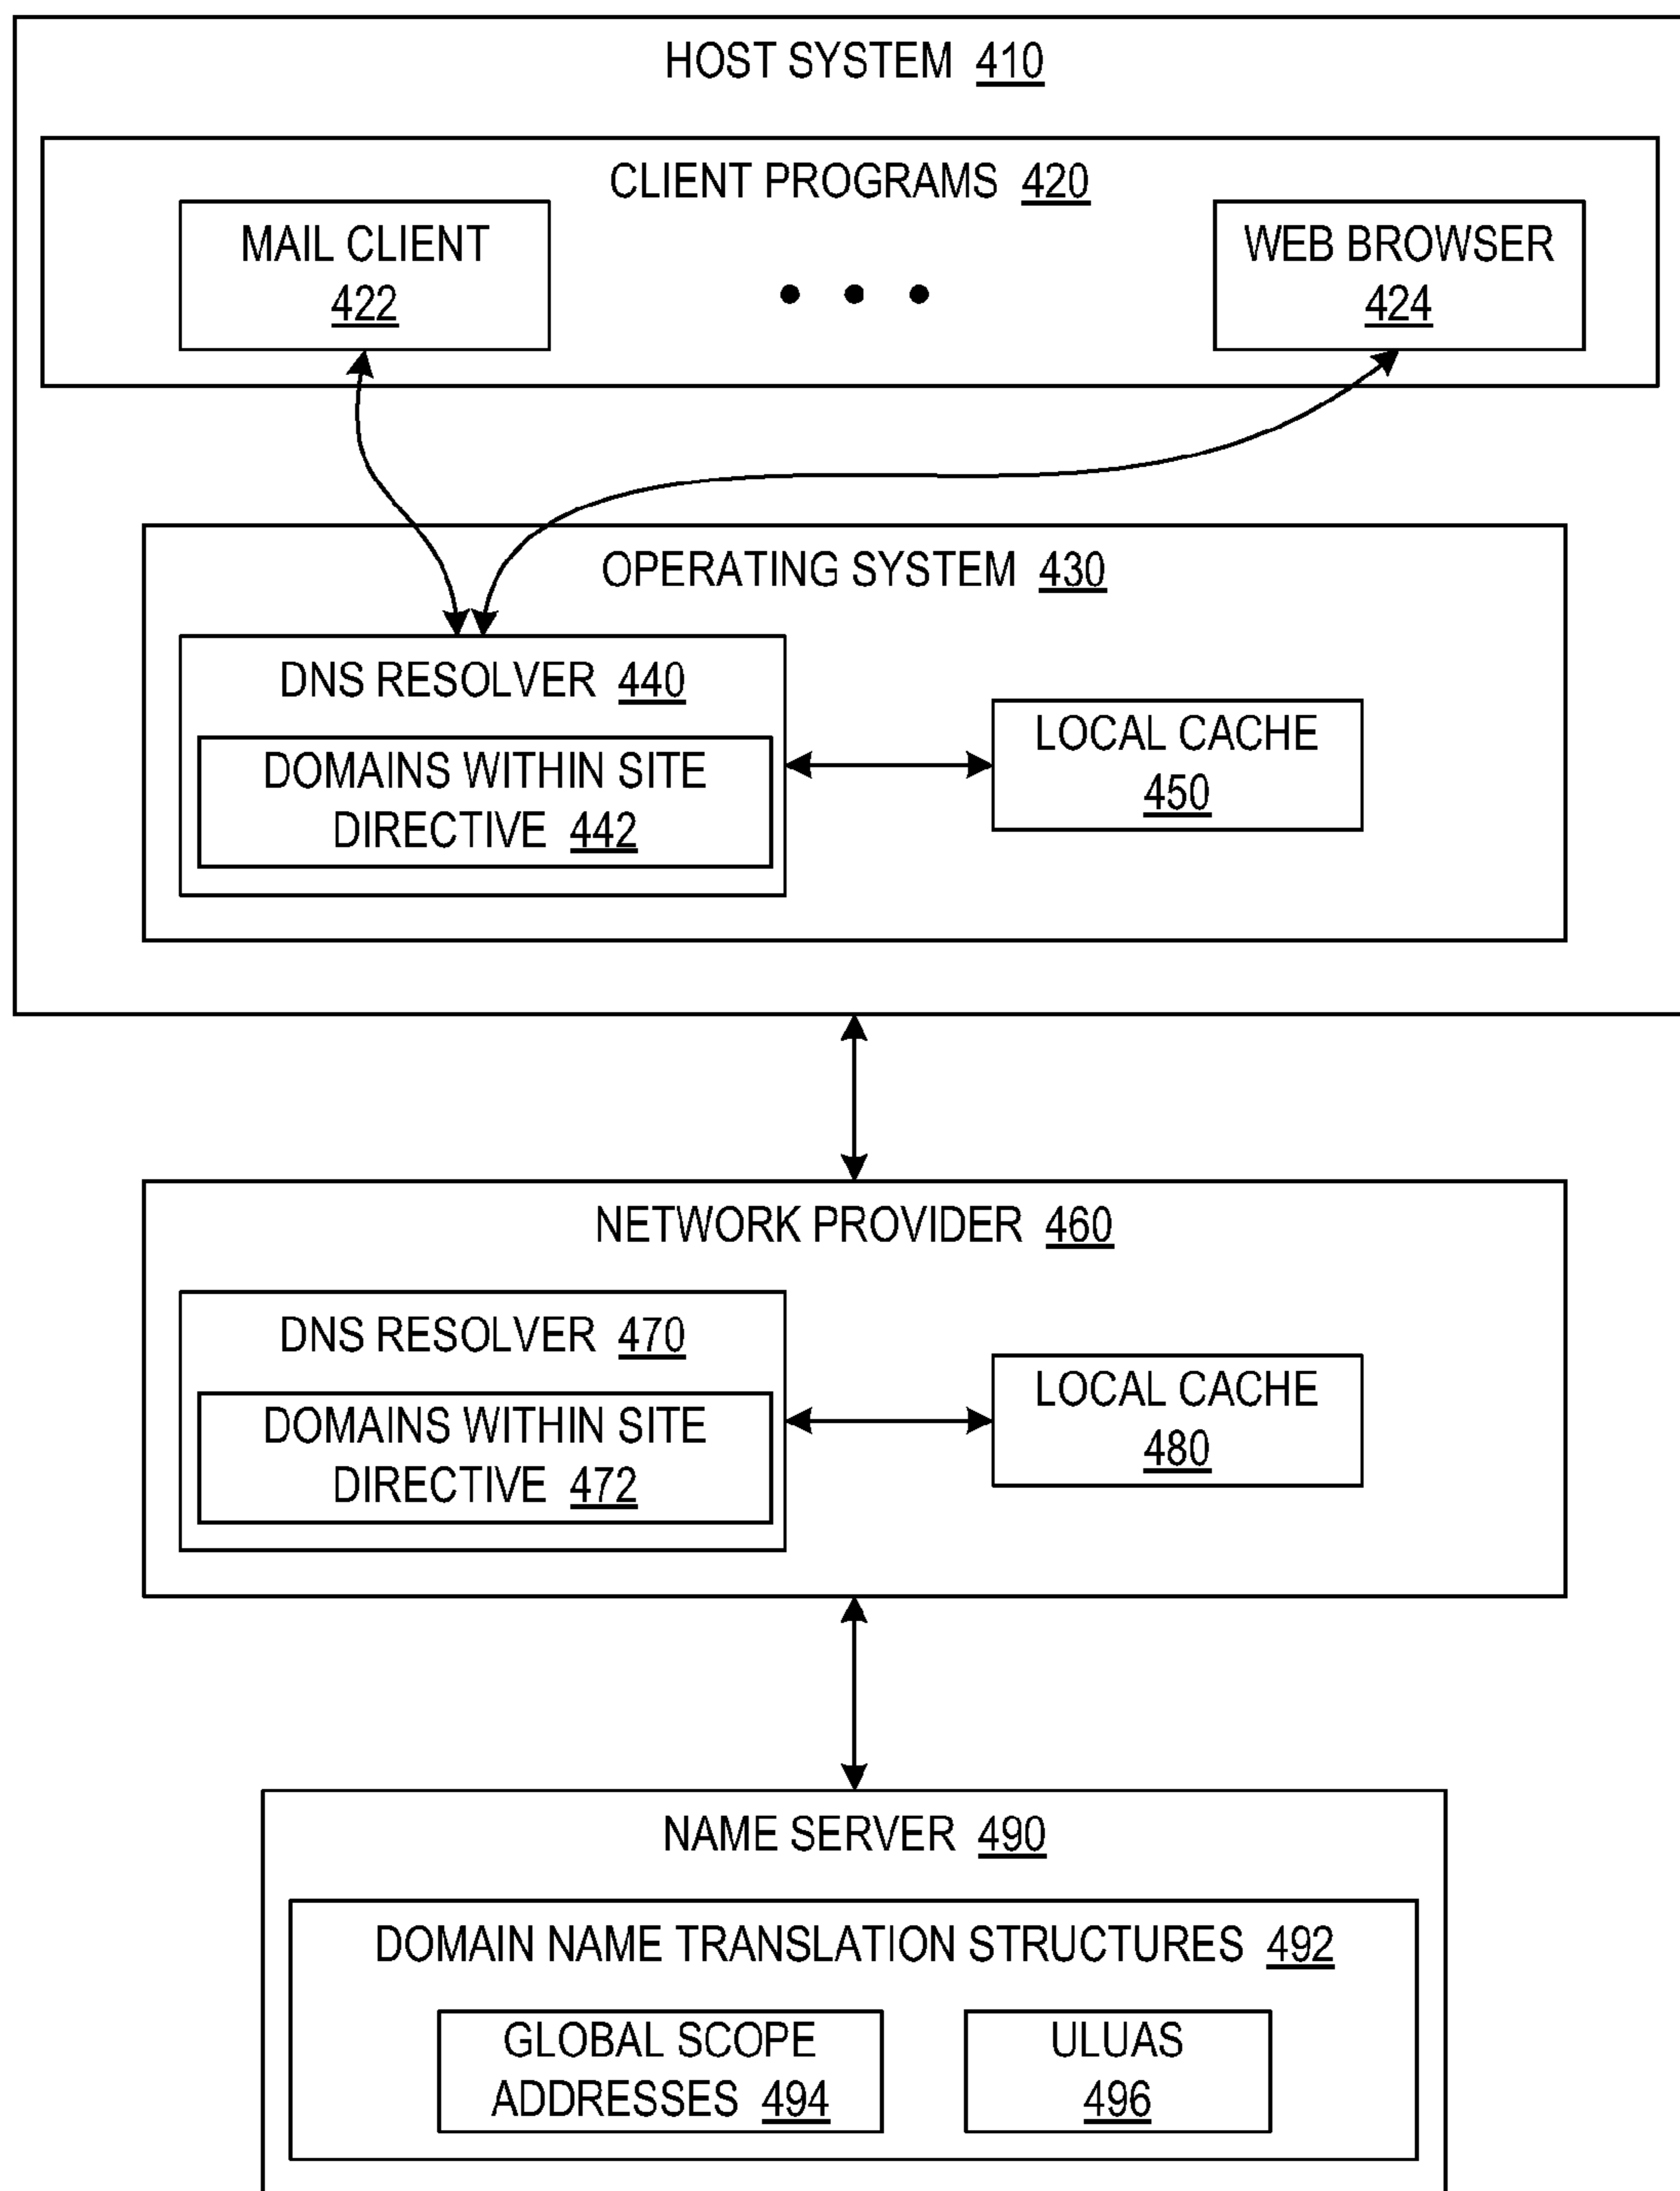 HOST SYSTEM 410
CLIENT PROGRAMS 420
MAIL CLIENT
422
WEB BROWSER
424
OPERATING SYSTEM 430
DNS RESOLVER 440
DOMAINS WITHIN SITE
DIRECTIVE 442
LOCAL CACHE
450
NETWORK PROVIDER 460
DNS RESOLVER 470
DOMAINS WITHIN SITE
DIRECTIVE 472
LOCAL CACHE
480
NAME SERVER 490
DOMAIN NAME TRANSLATION STRUCTURES 492
GLOBAL SCOPE
ADDRESSES 494
ULUAS
496